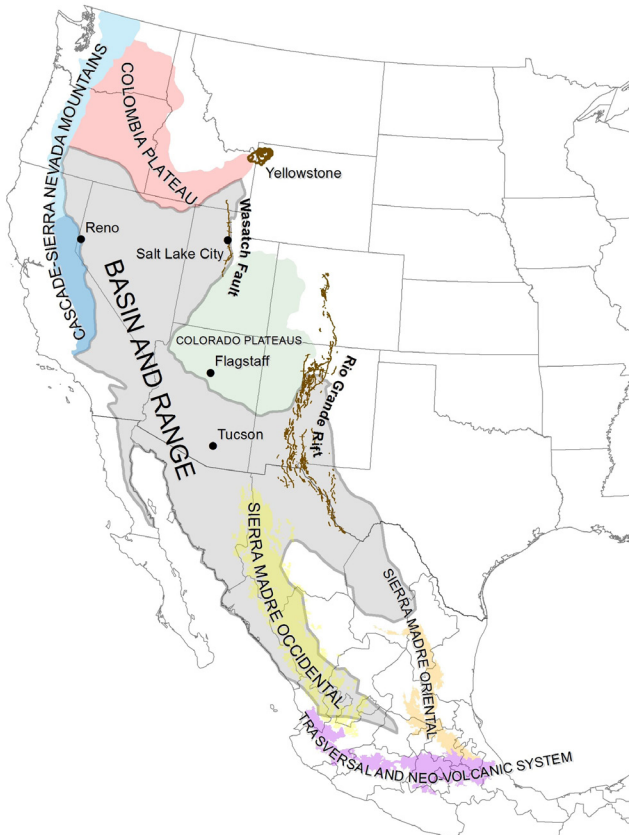 CASCADE-SIERRA NEVADA MOUNTAINS
COLOMBIA PLATEAU
Yellowstone
Reno
Salt Lake City
Wasatch Fault
BASIN AND RANGE
COLORADO PLATEAUS
Flagstaff
Rio Grande Rift
Tucson
SIERRA MADRE OCCIDENTAL
SIERRA MADRE ORIENTAL
TRASVERSAL AND NEO-VOLCANIC SYSTEM